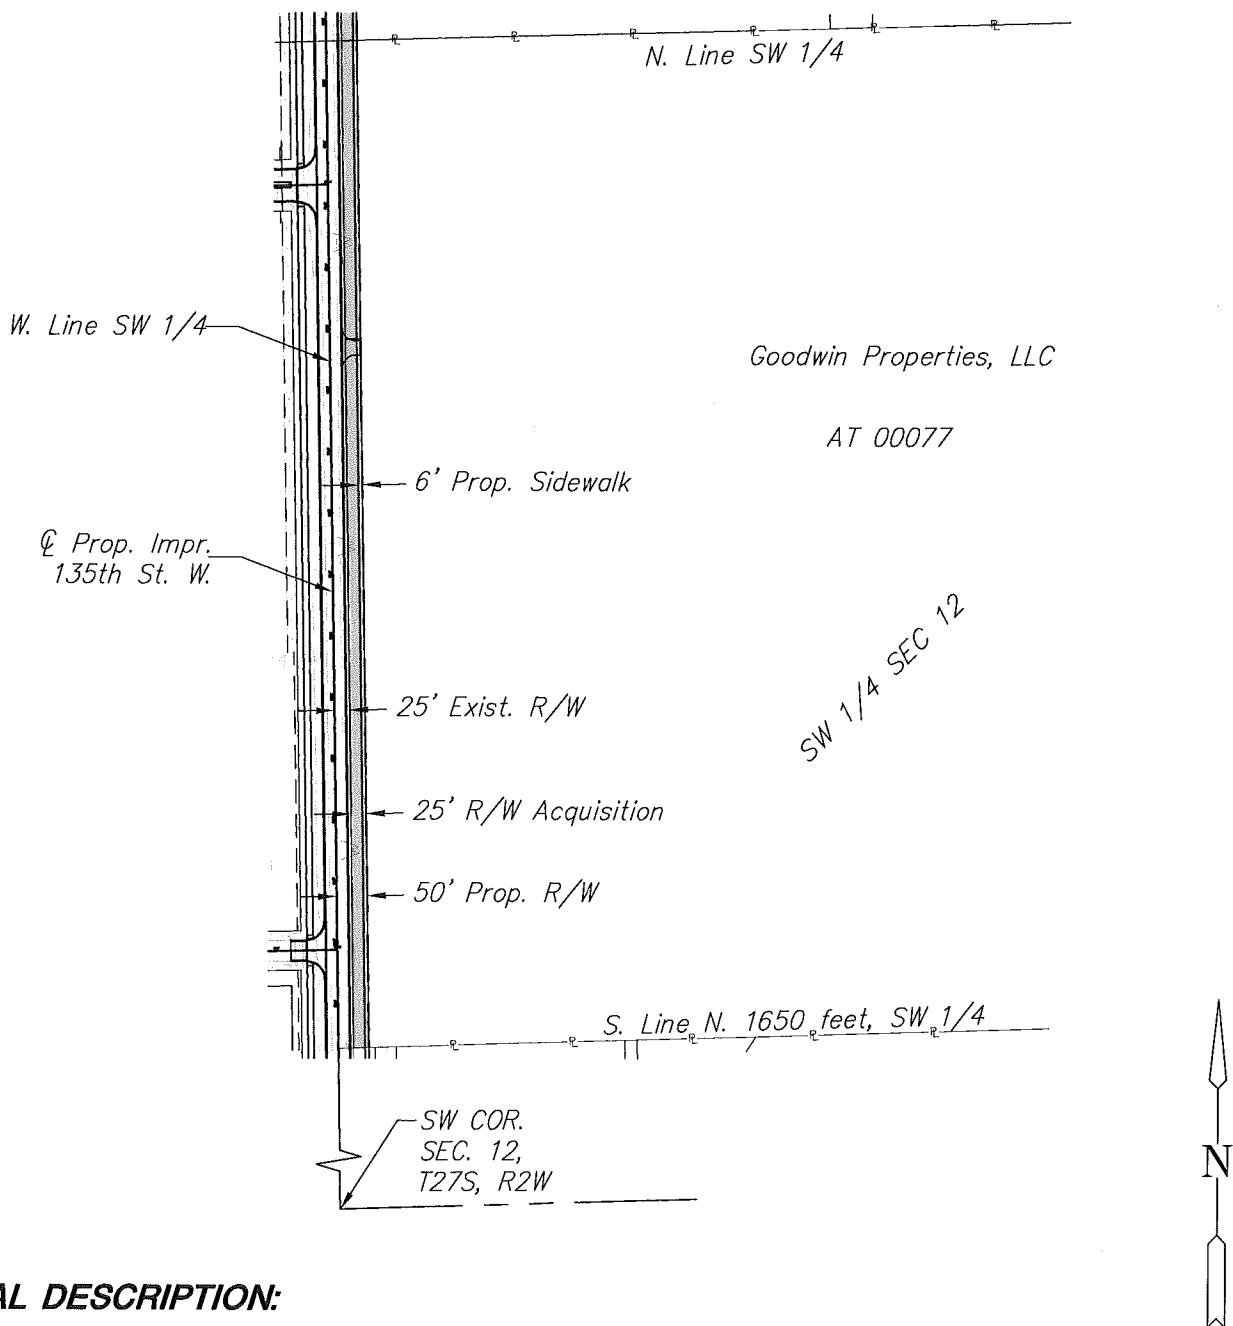 N. Line SW 1/4
W. Line SW 1/4
Goodwin Properties, LLC
AT 00077
6' Prop. Sidewalk
℄ Prop. Impr.
135th St. W.
SW 1/4 SEC 12
25' Exist. R/W
25' R/W Acquisition
50' Prop. R/W
S. Line N. 1650 feet, SW 1/4
SW COR.
SEC. 12,
T27S, R2W
N
AL DESCRIPTION: